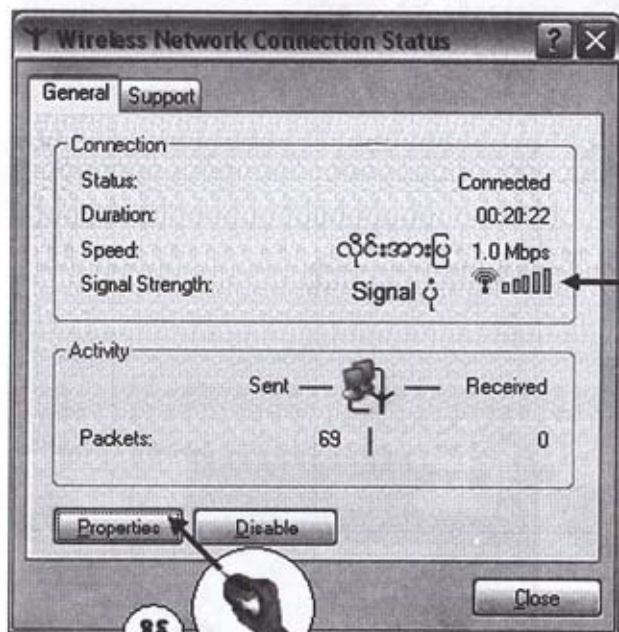 Wireless Network Connection Status
General Support
Connection
Status: Connected
Duration: 00:20:22
Speed: လိုင်းအားပြ 1.0 Mbps
Signal Strength: Signal ပုံ
Activity
Sent Received
Packets: 69 0
Properties Disable
Close